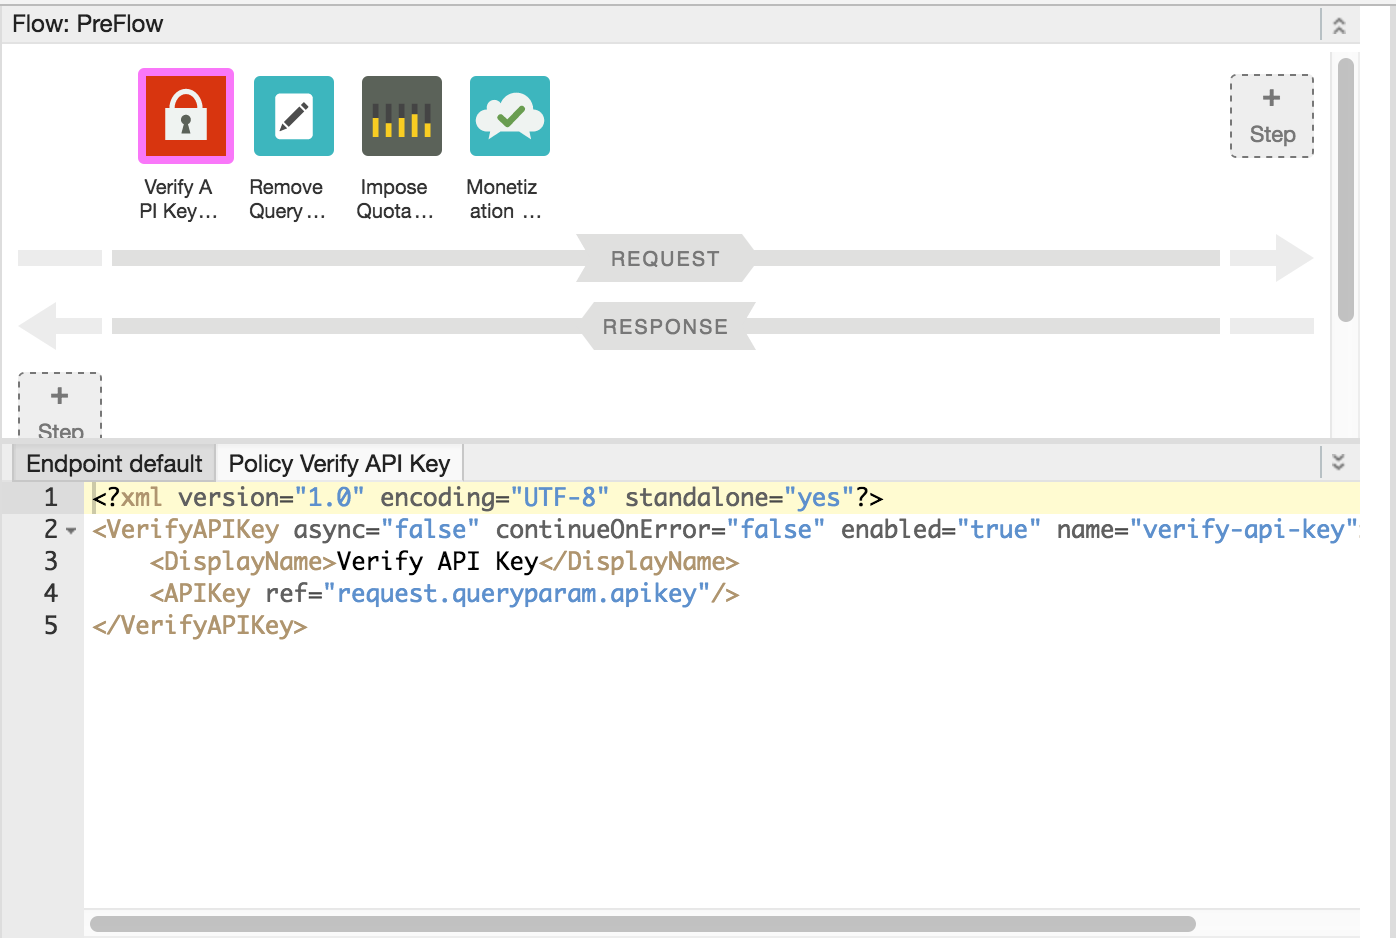 Flow: PreFlow
+
Step
Verify A
PI Key...
Remove
Query ...
Impose
Quota ...
Monetiz
ation ...
REQUEST
RESPONSE
+
Step
Endpoint default
Policy Verify API Key
1 <?xml version="1.0" encoding="UTF-8" standalone="yes"?>
2 <VerifyAPIKey async="false" continueOnError="false" enabled="true" name="verify-api-key"
3     <DisplayName>Verify API Key</DisplayName>
4     <APIKey ref="request.queryparam.apikey"/>
5 </VerifyAPIKey>